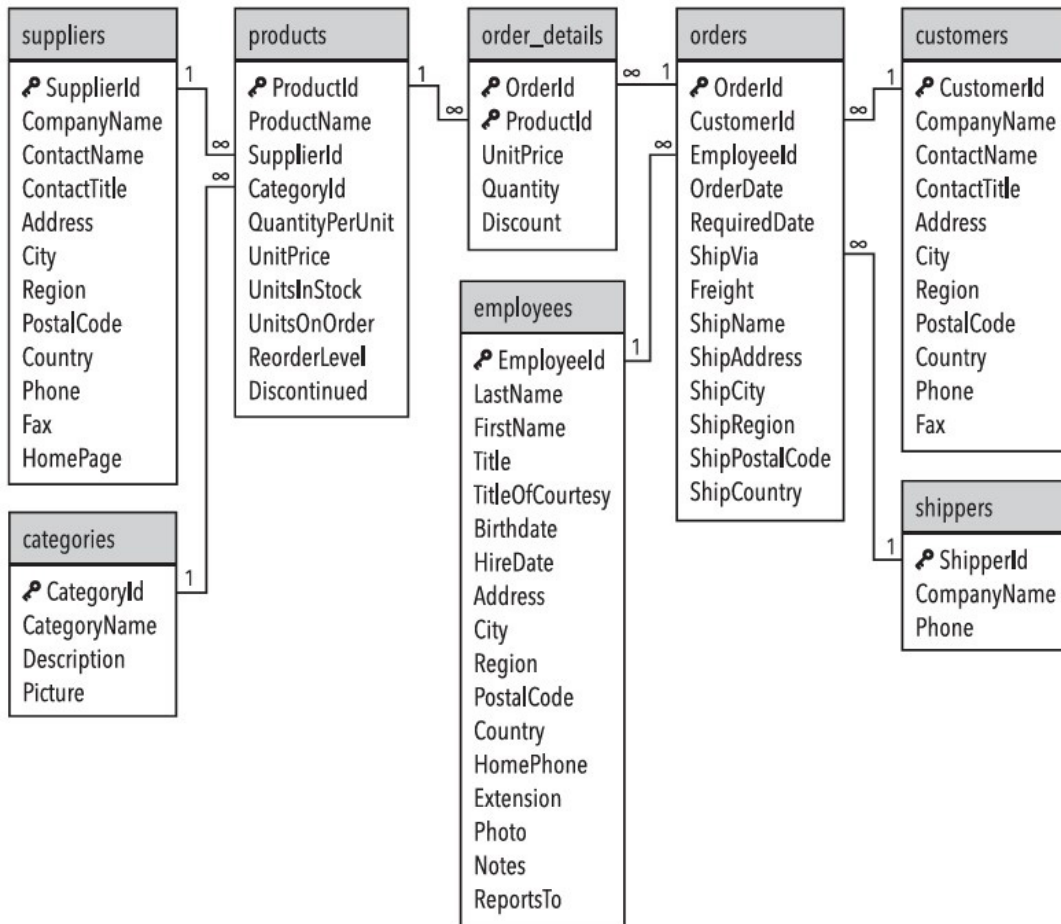 suppliers
SupplierId
CompanyName
ContactName
ContactTitle
Address
City
Region
PostalCode
Country
Phone
Fax
HomePage
1
∞
categories
CategoryId
CategoryName
Description
Picture
1
∞
products
ProductId
ProductName
SupplierId
CategoryId
QuantityPerUnit
UnitPrice
UnitsInStock
UnitsOnOrder
ReorderLevel
Discontinued
1
∞
order_details
OrderId
ProductId
UnitPrice
Quantity
Discount
∞
1
employees
EmployeeId
LastName
FirstName
Title
TitleOfCourtesy
Birthdate
HireDate
Address
City
Region
PostalCode
Country
HomePhone
Extension
Photo
Notes
ReportsTo
1
∞
orders
OrderId
CustomerId
EmployeeId
OrderDate
RequiredDate
ShipVia
Freight
ShipName
ShipAddress
ShipCity
ShipRegion
ShipPostalCode
ShipCountry
∞
1
customers
CustomerId
CompanyName
ContactName
ContactTitle
Address
City
Region
PostalCode
Country
Phone
Fax
∞
1
shippers
ShipperId
CompanyName
Phone